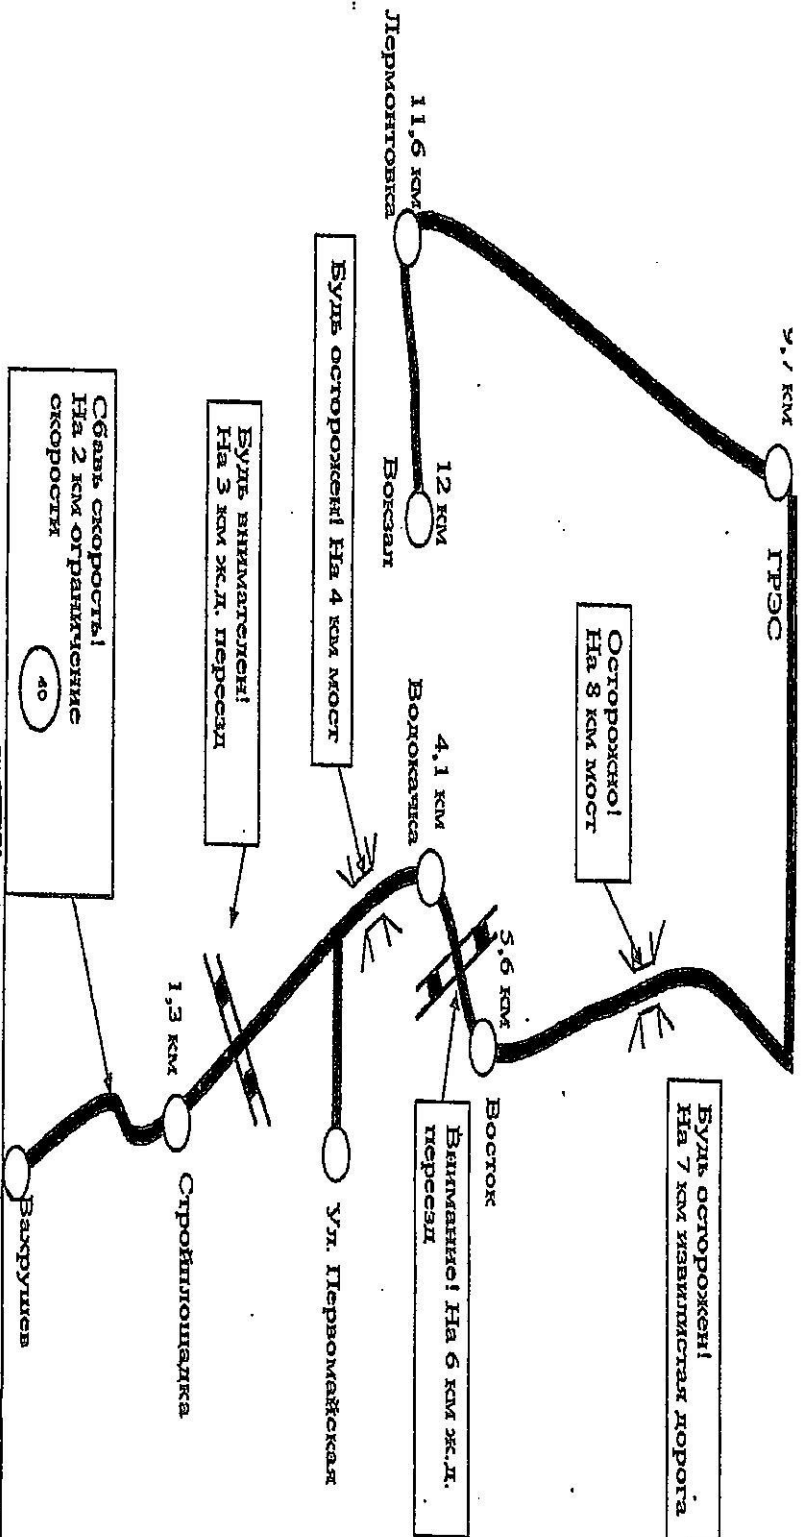 9,7 км
ГРЭС
Будь осторожен!
На 7 км извилистая дорога
Осторожно!
На 8 км мост
5,6 км
Восток
Внимание! На 6 км ж.д.
переезд
11,6 км
Лермонтовка
12 км
Вокзал
4,1 км
Водокачка
Будь осторожен! На 4 км мост
Ул. Первомайская
Будь внимателен!
На 3 км ж.д. переезд
1,3 км
Стройплощадка
Сбавь скорость!
На 2 км ограничение
скорости
40
Вахрушев